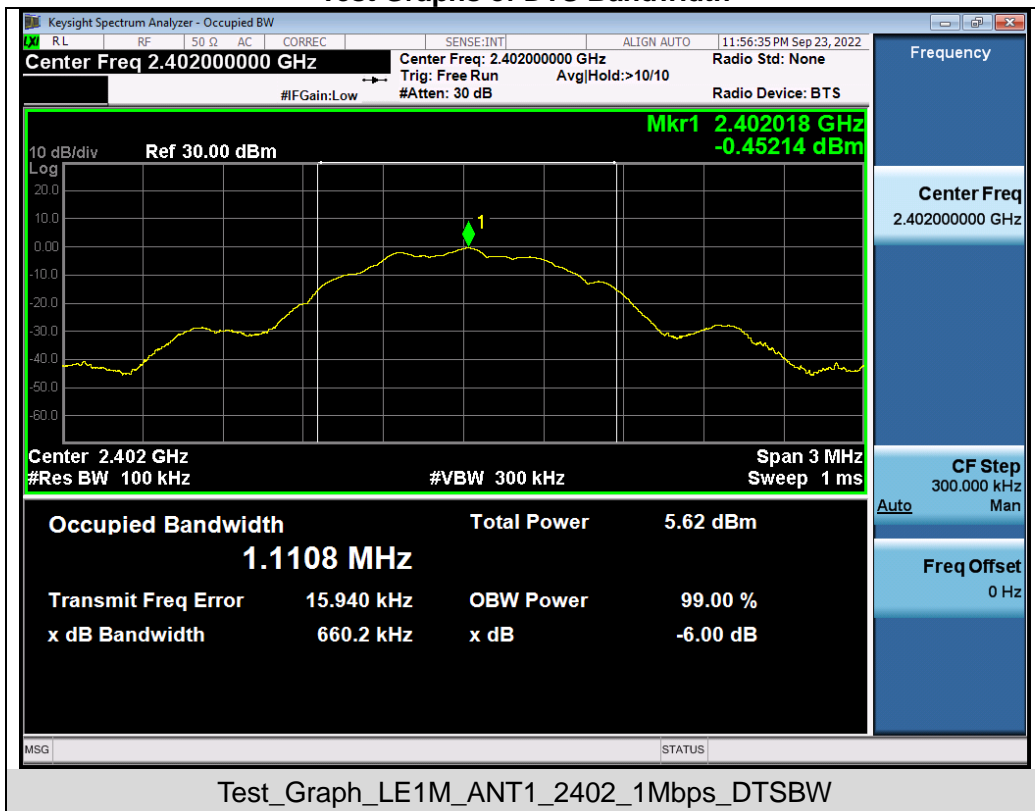 Test Graphs of DTS Bandwidth
Keysight Spectrum Analyzer - Occupied BW
LXI RL RF 50 Ω AC CORREC SENSE:INT ALIGN AUTO 11:56:35 PM Sep 23, 2022
Center Freq 2.402000000 GHz
Center Freq: 2.402000000 GHz
Radio Std: None
Trig: Free Run Avg|Hold:>10/10
#IFGain:Low
#Atten: 30 dB
Radio Device: BTS
Frequency
Mkr1 2.402018 GHz
-0.45214 dBm
10 dB/div Ref 30.00 dBm
Log
20.0
10.0
1
0.00
-10.0
-20.0
-30.0
-40.0
-50.0
-60.0
Center 2.402 GHz
Span 3 MHz
#Res BW 100 kHz
#VBW 300 kHz
Sweep 1 ms
Center Freq
2.402000000 GHz
CF Step
300.000 kHz
Auto Man
Freq Offset
0 Hz
Occupied Bandwidth
Total Power 5.62 dBm
1.1108 MHz
Transmit Freq Error 15.940 kHz
OBW Power 99.00 %
x dB Bandwidth 660.2 kHz
x dB -6.00 dB
MSG
STATUS
Test_Graph_LE1M_ANT1_2402_1Mbps_DTSBW